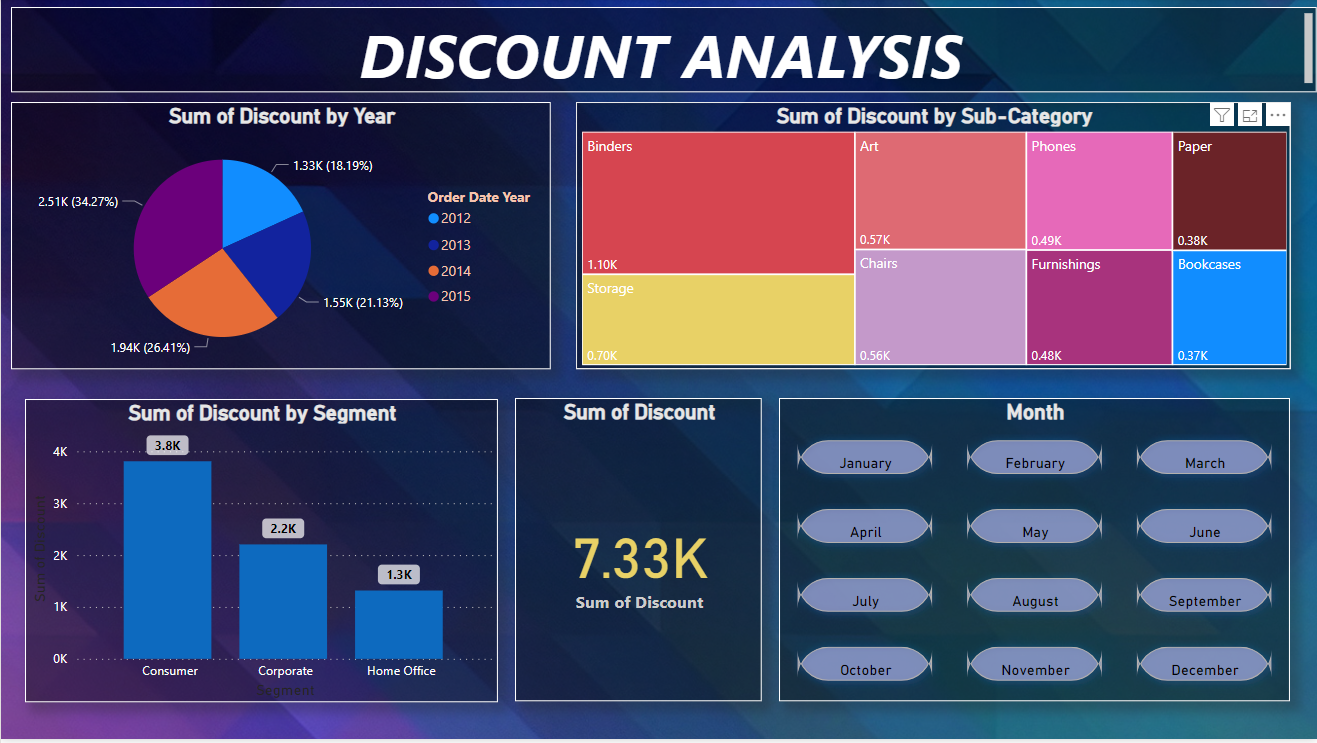 DISCOUNT ANALYSIS
Sum of Discount by Year
1.33K (18.19%)
2.51K (34.27%)
1.55K (21.13%)
1.94K (26.41%)
Order Date Year
2012
2013
2014
2015
Sum of Discount by Sub-Category
Binders
1.10K
Storage
0.70K
Art
0.57K
Chairs
0.56K
Phones
0.49K
Furnishings
0.48K
Paper
0.38K
Bookcases
0.37K
Sum of Discount by Segment
Sum of Discount
4K
3K
2K
1K
0K
3.8K
2.2K
1.3K
Consumer
Corporate
Home Office
Segment
Sum of Discount
7.33K
Sum of Discount
Month
January
February
March
April
May
June
July
August
September
October
November
December